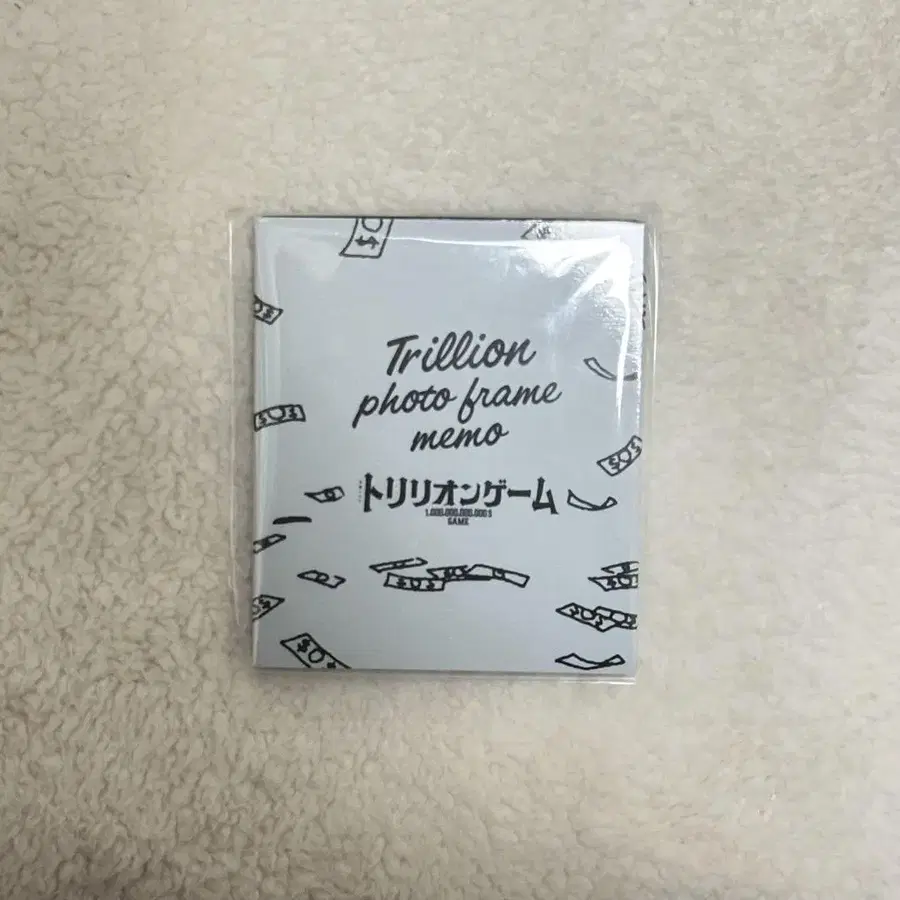 Trillion
photo frame
memo
トリリオンゲーム
1,000,000,000,000$
GAME